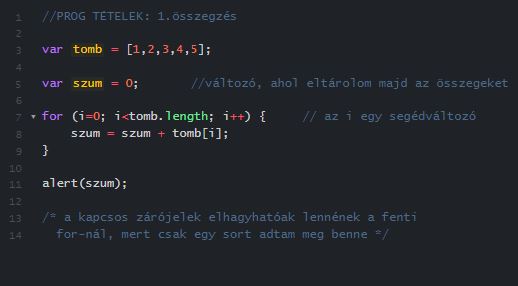 1 //PROG TÉTELEK: 1.összegzés
2
3 var tomb = [1,2,3,4,5];
4
5 var szum = 0; //változó, ahol eltárolom majd az összegeket
6
7 for (i=0; i<tomb.length; i++) { // az i egy segédváltozó
8 szum = szum + tomb[i];
9 }
10
11 alert(szum);
12
13 /* a kapcsos zárójelek elhagyhatóak lennének a fenti
14 for-nál, mert csak egy sort adtam meg benne */